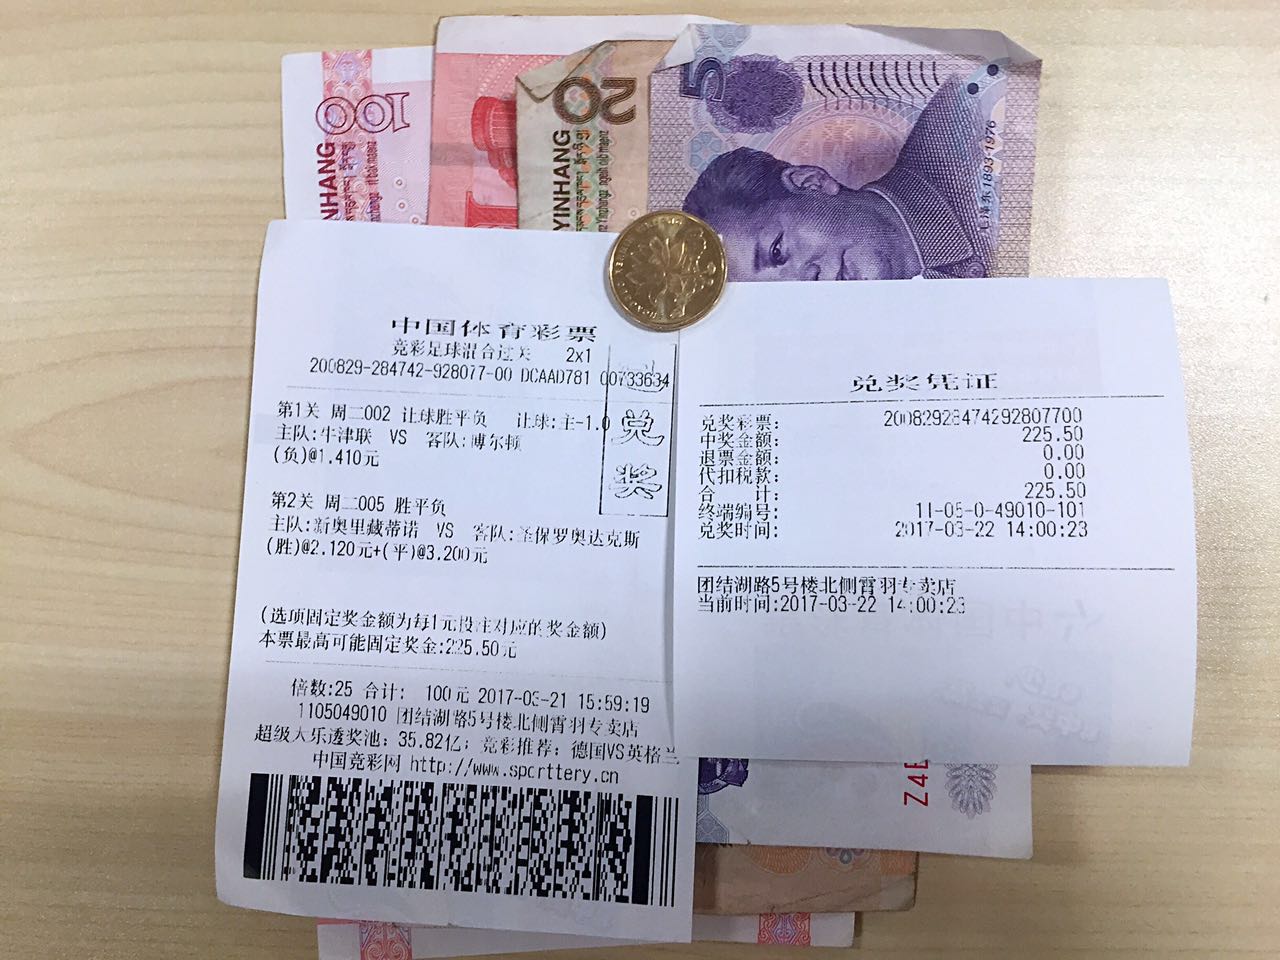 100
YINHANG
20
YINHANG
5
1893-1976
中国体育彩票
竞彩足球混合过关 2x1
200829-284742-928077-00 DCAAD781 00733634
已兑奖
第1关 周二002 让球胜平负 让球:主-1.0
主队:牛津联 VS 客队:博尔顿
(负)@1.410元
第2关 周二005 胜平负
主队:新奥里藏蒂诺 VS 客队:圣保罗奥达克斯
(胜)@2.120元+(平)@3.200元
(选项固定奖金额为每1元投注对应的奖金额)
本票最高可能固定奖金:225.50元
倍数:25 合计: 100元 2017-03-21 15:59:19
1105049010 团结湖路5号楼北侧霄羽专卖店
超级大乐透奖池: 35.82亿; 竞彩推荐: 德国VS英格兰
中国竞彩网 http://www.sporttery.cn
兑奖凭证
兑奖彩票: 20082928474292807700
中奖金额: 225.50
退票金额: 0.00
代扣税款: 0.00
合 计: 225.50
终端编号: 11-05-0-49010-101
兑奖时间: 2017-03-22 14:00:23
团结湖路5号楼北侧霄羽专卖店
当前时间:2017-03-22 14:00:23